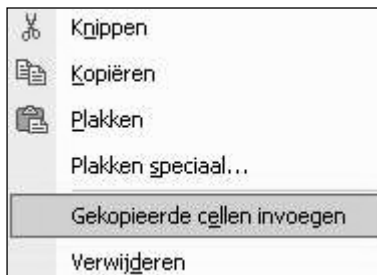 Knippen
Kopiëren
Plakken
Plakken speciaal...
Gekopieerde cellen invoegen
Verwijderen